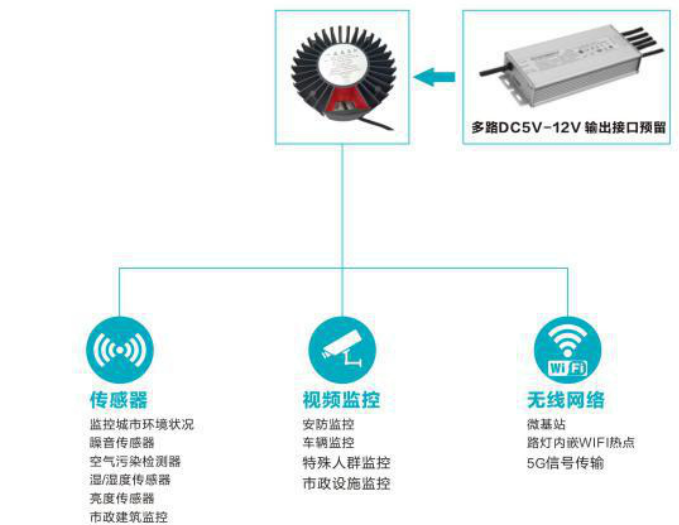 多路DC5V-12V 输出接口预留
传感器
监控城市环境状况
噪音传感器
空气污染检测器
湿/湿度传感器
亮度传感器
市政建筑监控
视频监控
安防监控
车辆监控
特殊人群监控
市政设施监控
WiFi
无线网络
微基站
路灯内嵌WIFI热点
5G信号传输